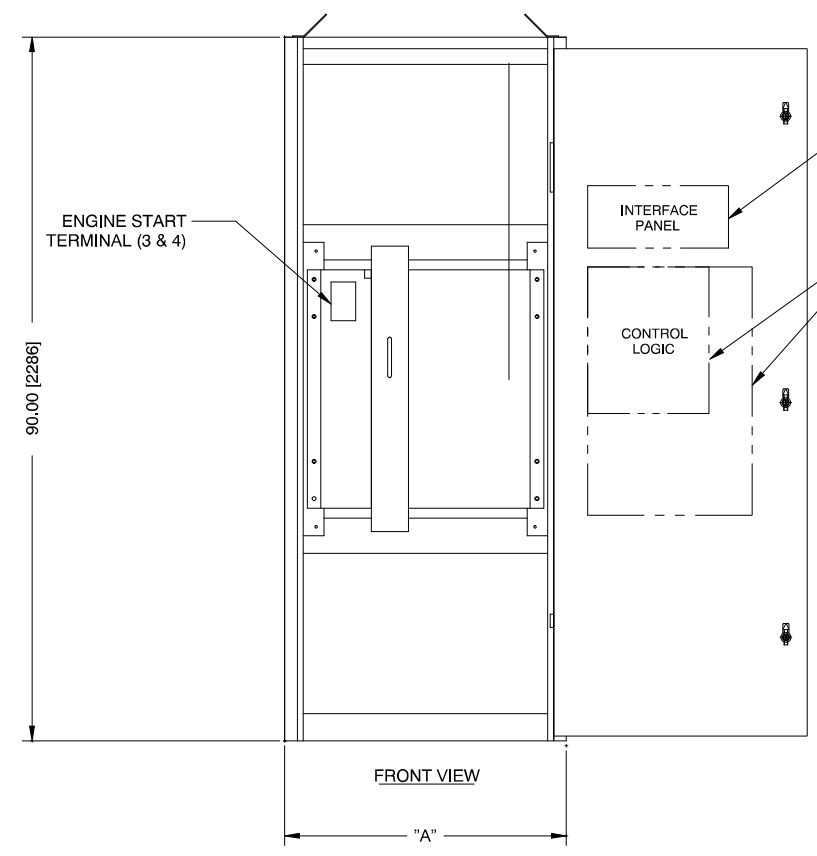 INTERFACE
PANEL
ENGINE START
TERMINAL (3 & 4)
CONTROL
LOGIC
90.00 [2286]
FRONT VIEW
"A"